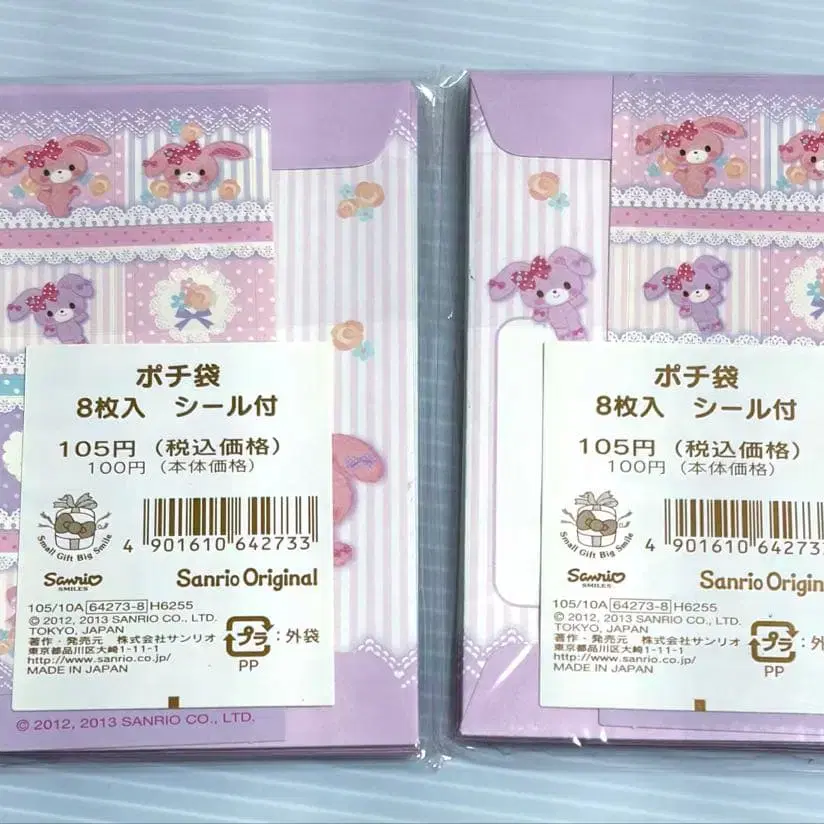 ポチ袋
8枚入 シール付
105円(税込価格)
100円(本体価格)
Small Gift Big Smile
4 901610 642733
Sanrio
SMILES
Sanrio Original
105/10A 64273-8 H6255
© 2012, 2013 SANRIO CO., LTD.
TOKYO, JAPAN
著作・発売元 株式会社サンリオ
東京都品川区大崎1-11-1
http://www.sanrio.co.jp/
MADE IN JAPAN
プラ:外袋
PP
© 2012, 2013 SANRIO CO., LTD.
ポチ袋
8枚入 シール付
105円(税込価格)
100円(本体価格)
Small Gift Big Smile
4 901610 642733
Sanrio
SMILES
Sanrio Origina
105/10A 64273-8 H6255
© 2012, 2013 SANRIO CO., LTD.
TOKYO, JAPAN
著作・発売元 株式会社サンリオ
東京都品川区大崎1-11-1
http://www.sanrio.co.jp/
MADE IN JAPAN
プラ:外
PP